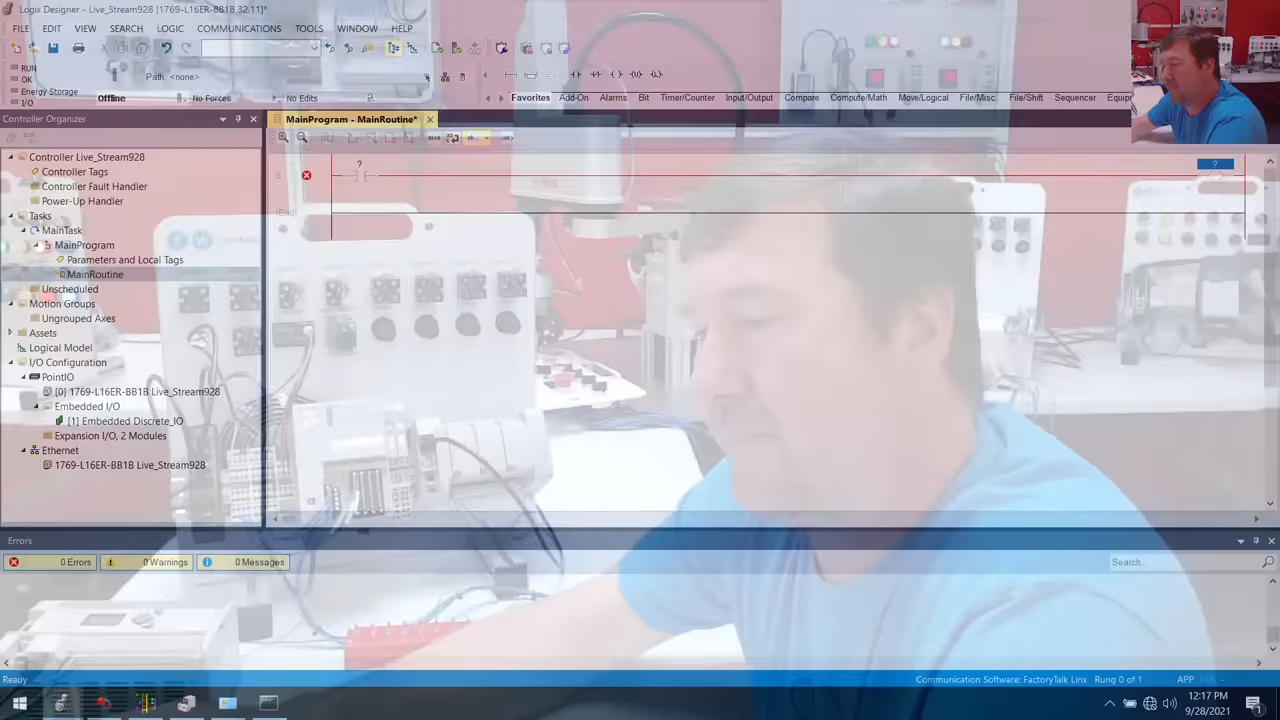 Logix Designer - Live_Stream928 [1769-L16ER-BB1B 32.11]*
FILE EDIT VIEW SEARCH LOGIC COMMUNICATIONS TOOLS WINDOW HELP
Path: <none>
RUN
OK
Energy Storage
I/O
Offline
No Forces
No Edits
Favorites Add-On Alarms Bit Timer/Counter Input/Output Compare Compute/Math Move/Logical File/Misc. File/Shift Sequencer Equip
Controller Organizer
MainProgram - MainRoutine*
Controller Live_Stream928
Controller Tags
Controller Fault Handler
Power-Up Handler
Tasks
MainTask
MainProgram
Parameters and Local Tags
MainRoutine
Unscheduled
Motion Groups
Ungrouped Axes
Assets
Logical Model
I/O Configuration
PointIO
[0] 1769-L16ER-BB1B Live_Stream928
Embedded I/O
[1] Embedded Discrete_IO
Expansion I/O, 2 Modules
Ethernet
1769-L16ER-BB1B Live_Stream928
?
?
(End)
Errors
0 Errors
0 Warnings
0 Messages
Search...
Ready
Communication Software: FactoryTalk Linx
Rung 0 of 1
APP
VER
12:17 PM
9/28/2021
1